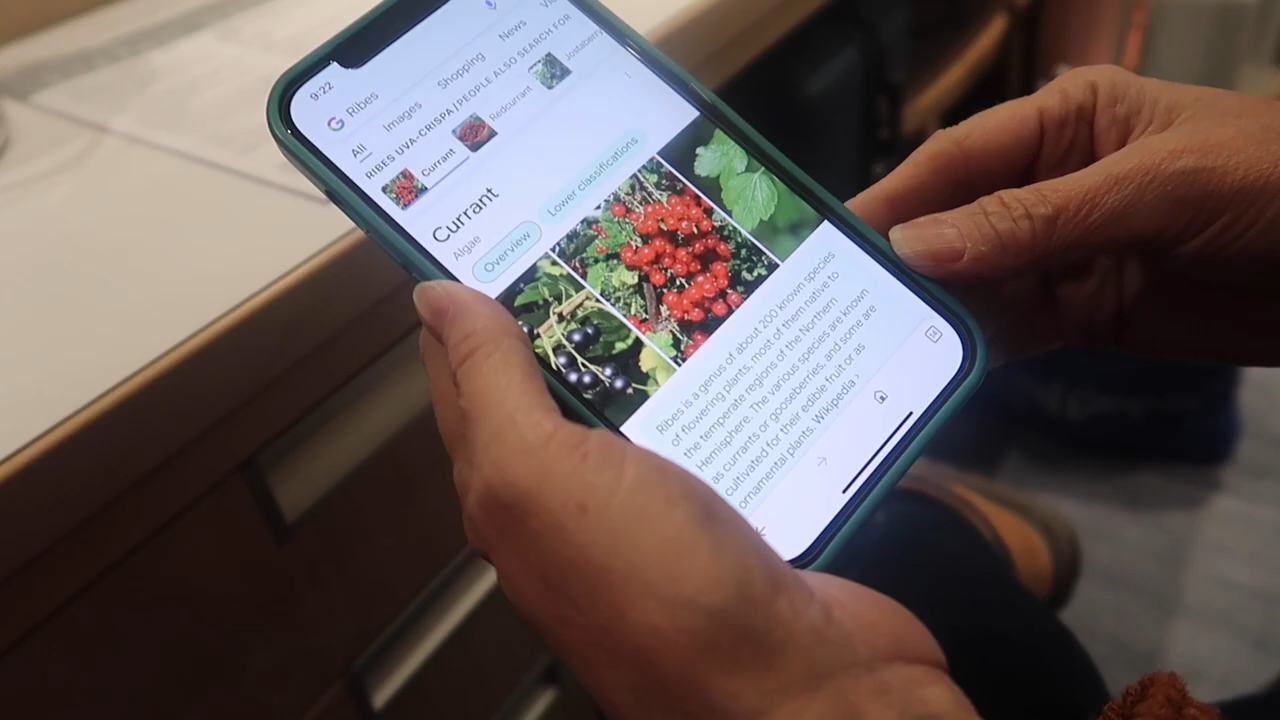 9:22
Ribes
All Images Shopping News
RIBES UVA-CRISPA / PEOPLE ALSO SEARCH FOR
Currant Redcurrant Jostaberry
Currant
Algae
Overview Lower classifications
Ribes is a genus of about 200 known species
of flowering plants, most of them native to
the temperate regions of the Northern
Hemisphere. The various species are known
as currants or gooseberries, and some are
cultivated for their edible fruit or as
ornamental plants. Wikipedia ›